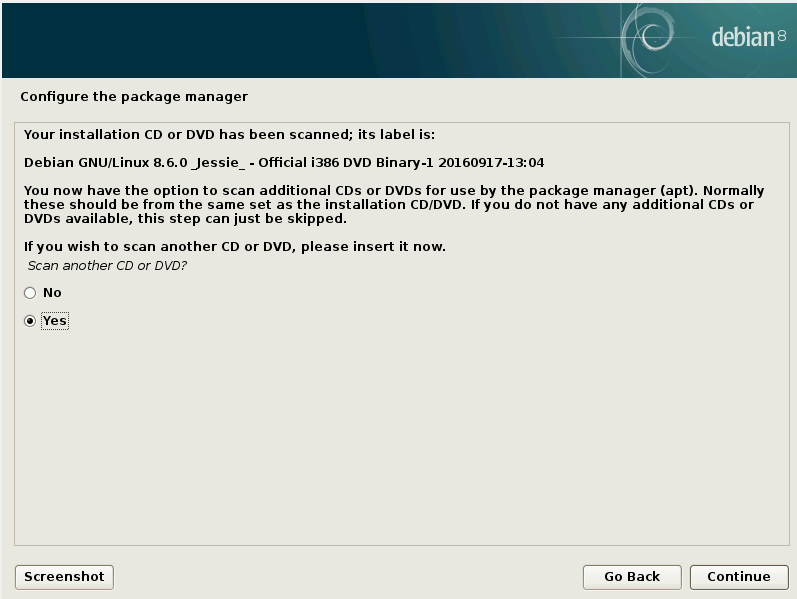 debian 8
Configure the package manager
Your installation CD or DVD has been scanned; its label is:
Debian GNU/Linux 8.6.0 _Jessie_ - Official i386 DVD Binary-1 20160917-13:04
You now have the option to scan additional CDs or DVDs for use by the package manager (apt). Normally
these should be from the same set as the installation CD/DVD. If you do not have any additional CDs or
DVDs available, this step can just be skipped.
If you wish to scan another CD or DVD, please insert it now.
Scan another CD or DVD?
No
Yes
Screenshot
Go Back
Continue